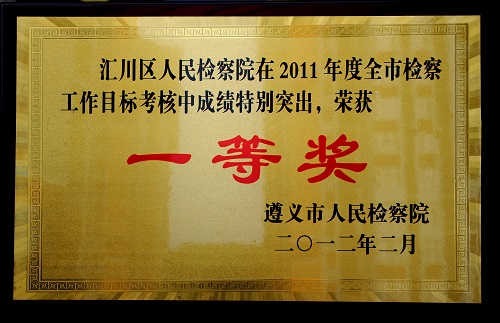 汇川区人民检察院在2011年度全市检察
工作目标考核中成绩特别突出，荣获
一等奖
遵义市人民检察院
二〇一二年二月